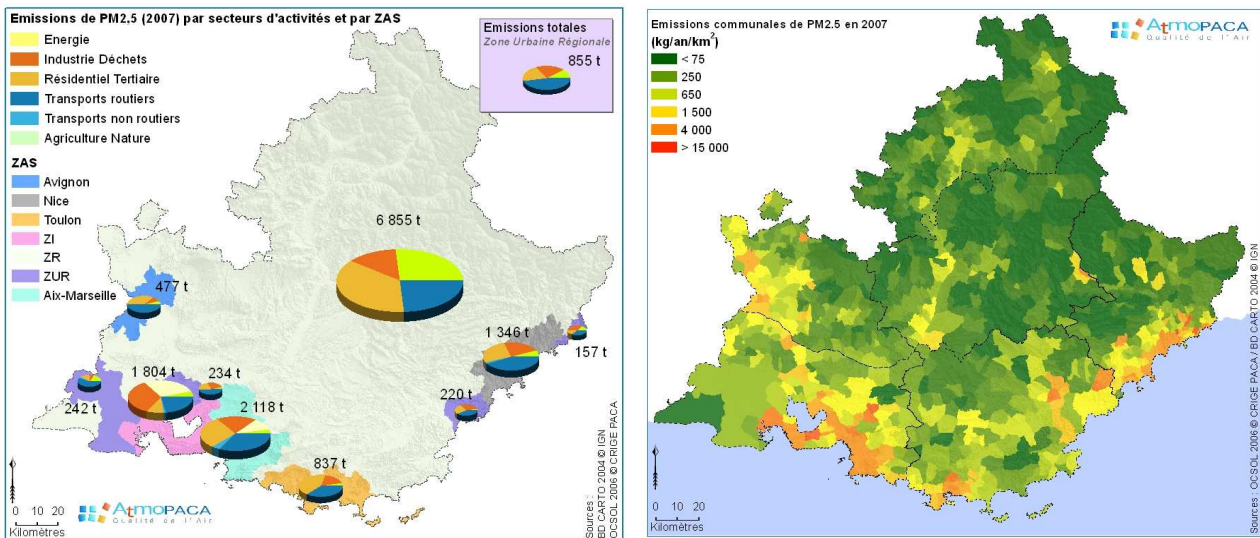 Emissions de PM2,5 (2007) par secteurs d'activités et par ZAS
Energie
Industrie Déchets
Résidentiel Tertiaire
Transports routiers
Transports non routiers
Agriculture Nature
ZAS
Avignon
Nice
Toulon
ZI
ZR
ZUR
Aix-Marseille
Emissions totales
Zone Urbaine Régionale
855 t
6 855 t
477 t
1 346 t
157 t
1 804 t
234 t
220 t
242 t
2 118 t
837 t
0 10 20
Kilomètres
AtmoPACA
Qualité de l'Air
Sources :
BD CARTO 2004 © IGN
OCSOL 2006 © CRIGE PACA
Emissions communales de PM2.5 en 2007
(kg/an/km²)
< 75
250
650
1 500
4 000
> 15 000
AtmoPACA
Qualité de l'Air
0 10 20
Kilomètres
Sources : OCSOL 2006 © CRIGE PACA / BD CARTO 2004 © IGN